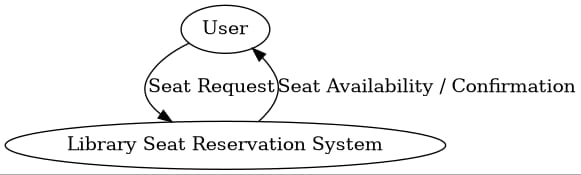 User
Seat Request
Seat Availability / Confirmation
Library Seat Reservation System